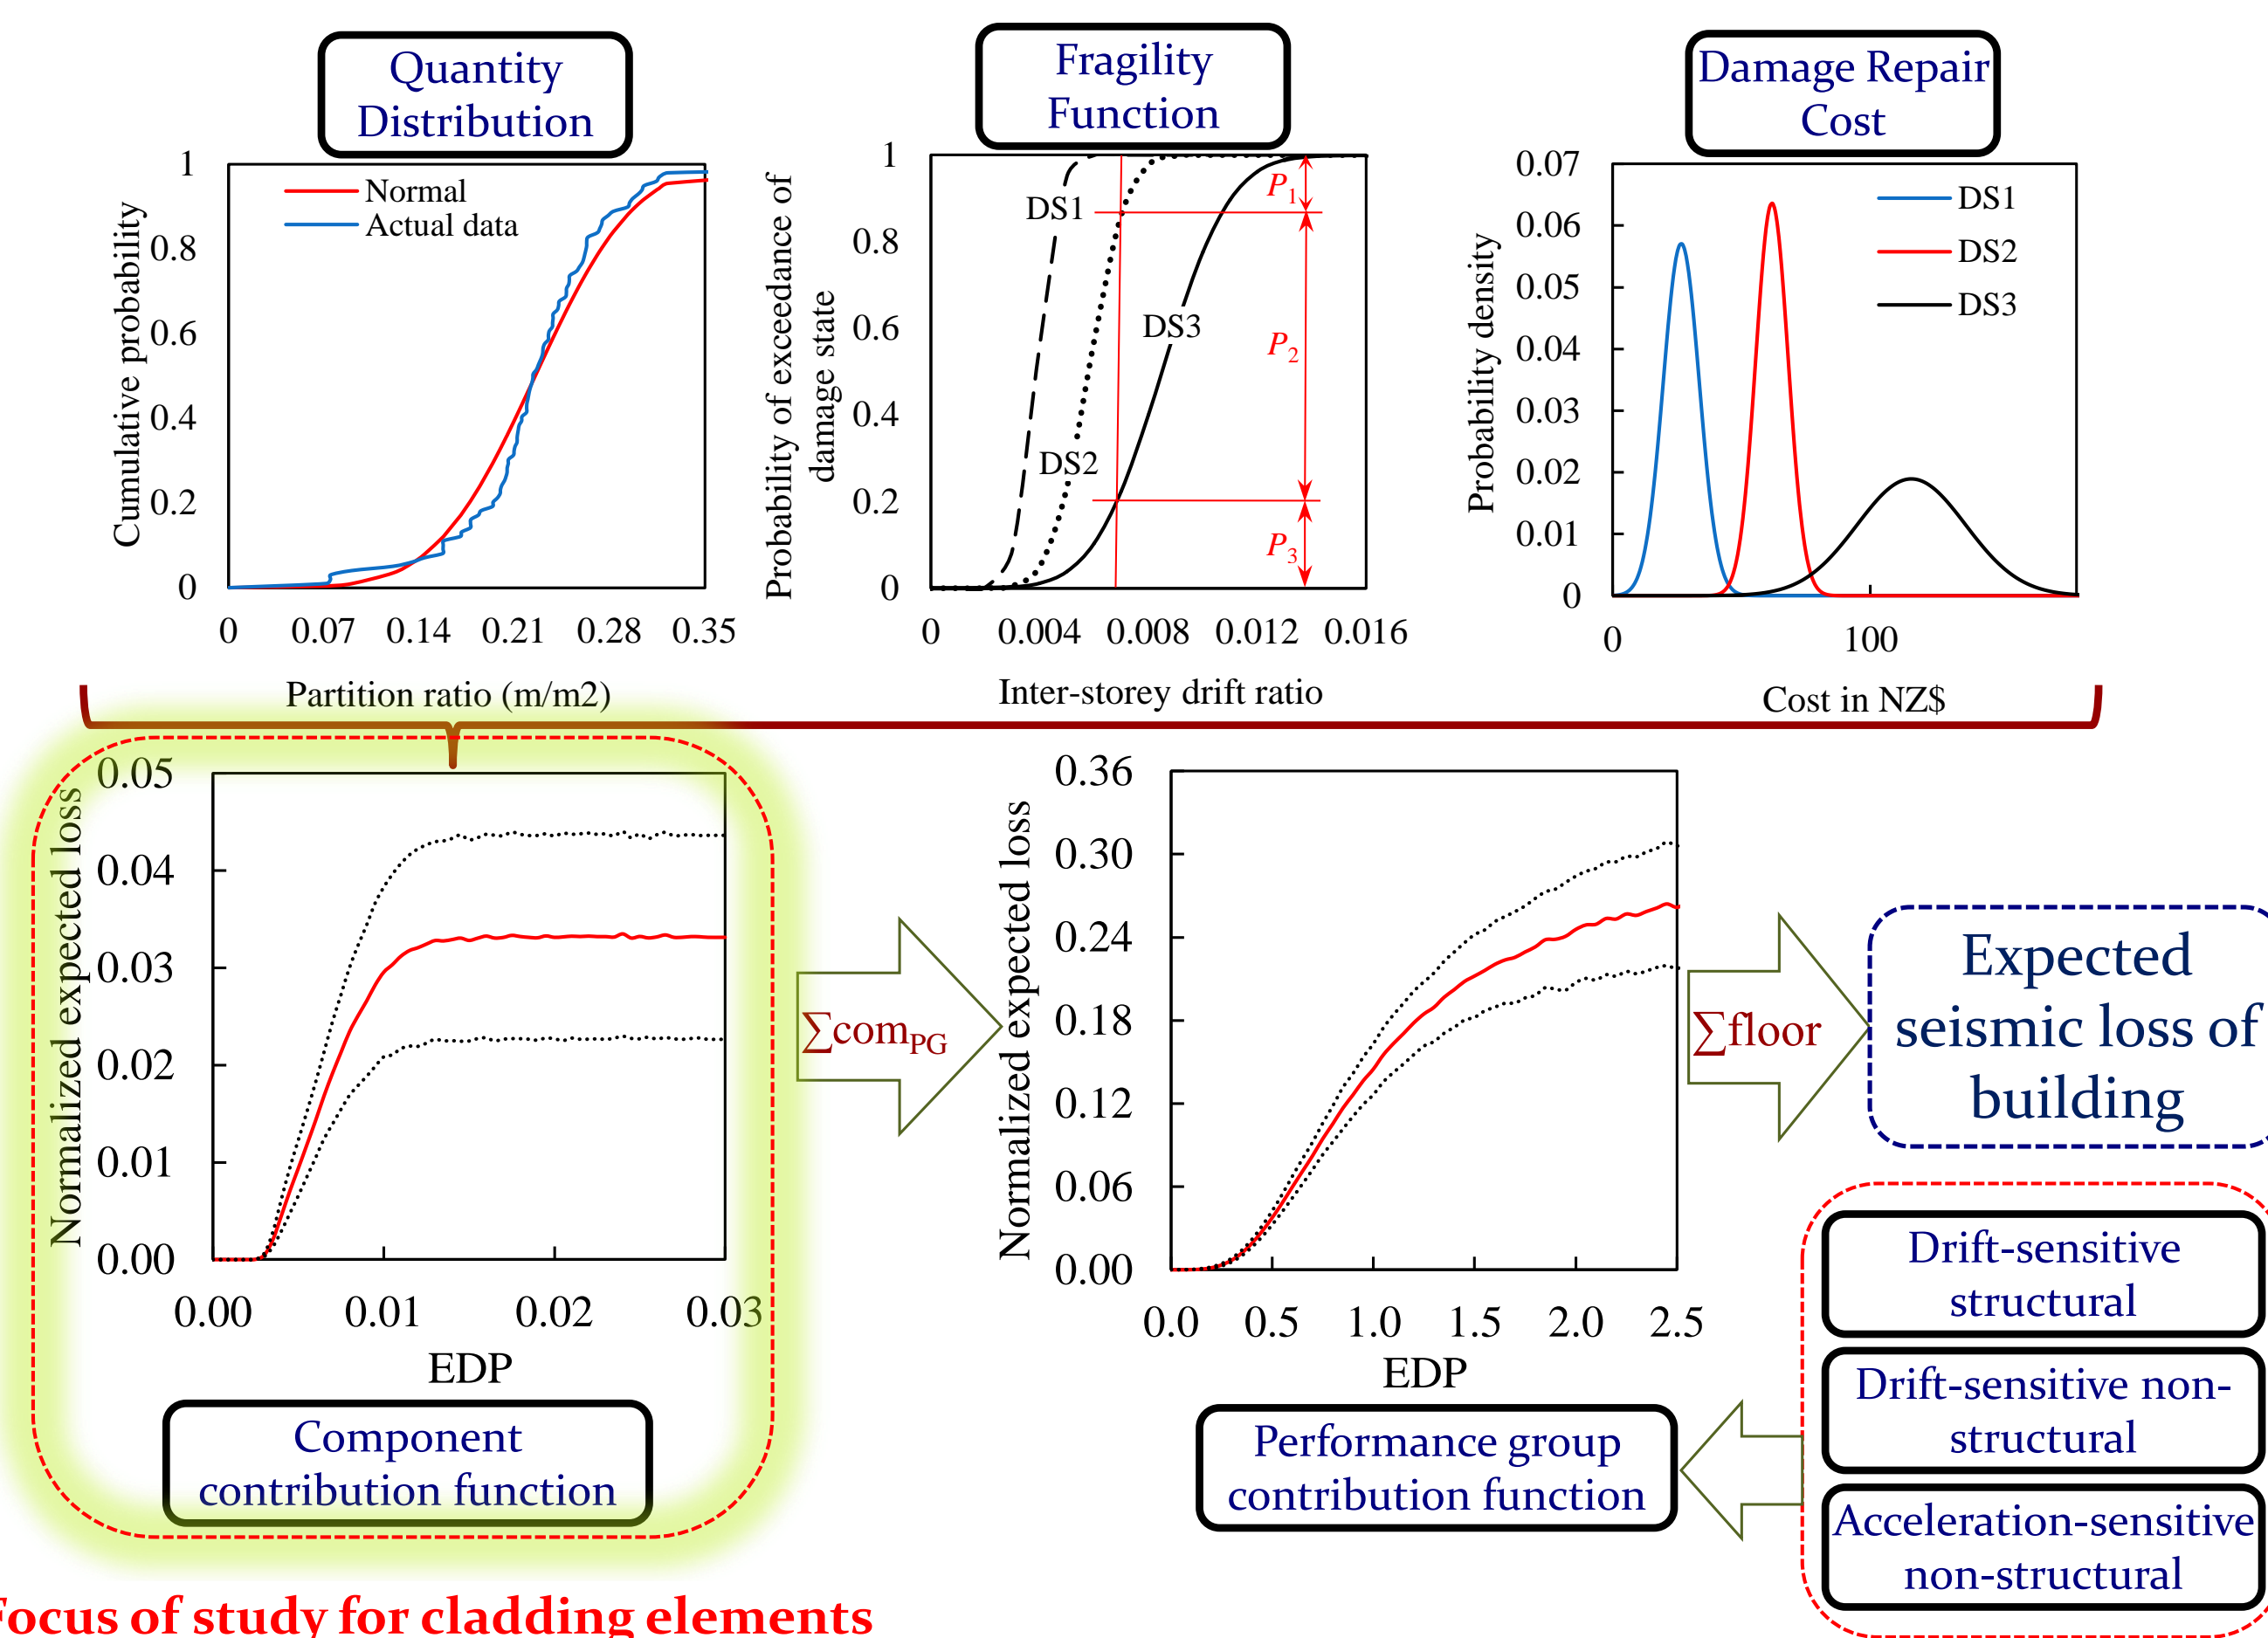 Quantity
Distribution
Cumulative probability
1
0.8
0.6
0.4
0.2
0
Normal
Actual data
0 0.07 0.14 0.21 0.28 0.35
Partition ratio (m/m2)
Fragility
Function
Probability of exceedance of
damage state
1
0.8
0.6
0.4
0.2
0
DS1
DS2
DS3
P1
P2
P3
0 0.004 0.008 0.012 0.016
Inter-storey drift ratio
Damage Repair
Cost
Probability density
0.07
0.06
0.05
0.04
0.03
0.02
0.01
0
DS1
DS2
DS3
0 100
Cost in NZ$
Normalized expected loss
0.05
0.04
0.03
0.02
0.01
0.00
0.00 0.01 0.02 0.03
EDP
Component
contribution function
∑comPG
Normalized expected loss
0.36
0.30
0.24
0.18
0.12
0.06
0.00
0.0 0.5 1.0 1.5 2.0 2.5
EDP
Performance group
contribution function
∑floor
Expected
seismic loss of
building
Drift-sensitive
structural
Drift-sensitive non-
structural
Acceleration-sensitive
non-structural
Focus of study for cladding elements